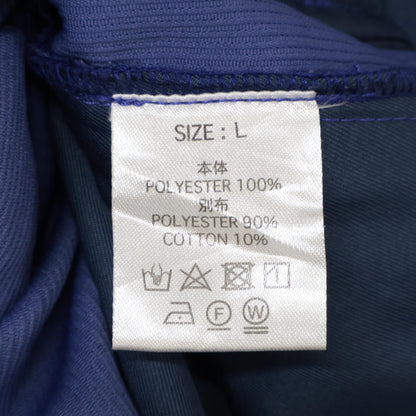 SIZE : L
本体
POLYESTER 100%
別布
POLYESTER 90%
COTTON 10%
F W